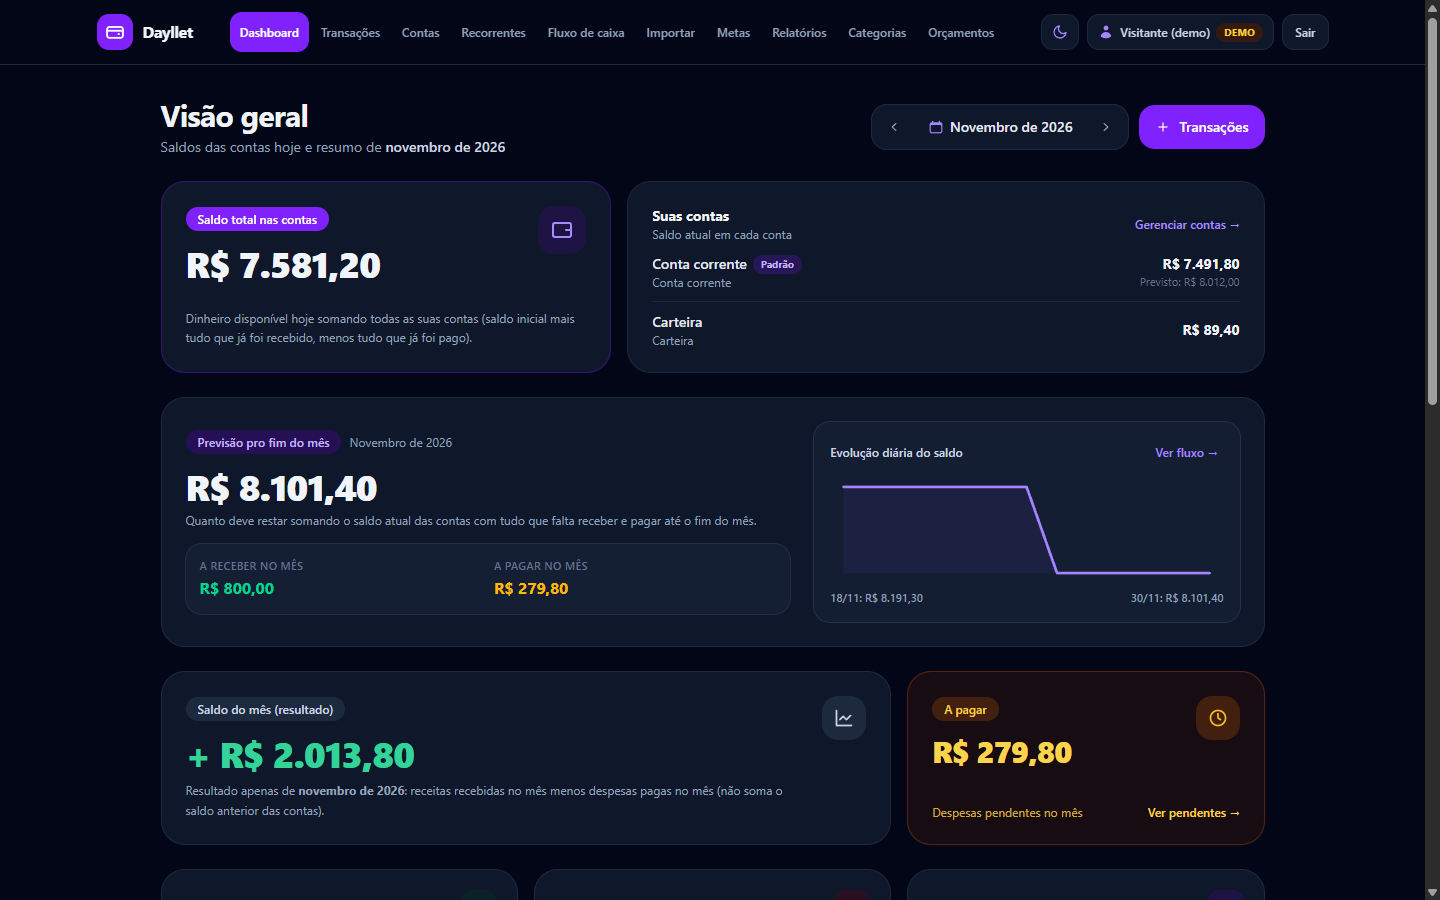 Dayllet
Dashboard
Transações
Contas
Recorrentes
Fluxo de caixa
Importar
Metas
Relatórios
Categorias
Orçamentos
Visitante (demo) DEMO
Sair
Visão geral
Saldos das contas hoje e resumo de novembro de 2026
Novembro de 2026
+ Transações
Saldo total nas contas
R$ 7.581,20
Dinheiro disponível hoje somando todas as suas contas (saldo inicial mais
tudo que já foi recebido, menos tudo que já foi pago).
Suas contas
Saldo atual em cada conta
Gerenciar contas →
Conta corrente Padrão
Conta corrente
R$ 7.491,80
Previsto: R$ 8.012,00
Carteira
Carteira
R$ 89,40
Previsão pro fim do mês Novembro de 2026
R$ 8.101,40
Quanto deve restar somando o saldo atual das contas com tudo que falta receber e pagar até o fim do mês.
A RECEBER NO MÊS
R$ 800,00
A PAGAR NO MÊS
R$ 279,80
Evolução diária do saldo
Ver fluxo →
18/11: R$ 8.191,30
30/11: R$ 8.101,40
Saldo do mês (resultado)
+ R$ 2.013,80
Resultado apenas de novembro de 2026: receitas recebidas no mês menos despesas pagas no mês (não soma o
saldo anterior das contas).
A pagar
R$ 279,80
Despesas pendentes no mês
Ver pendentes →